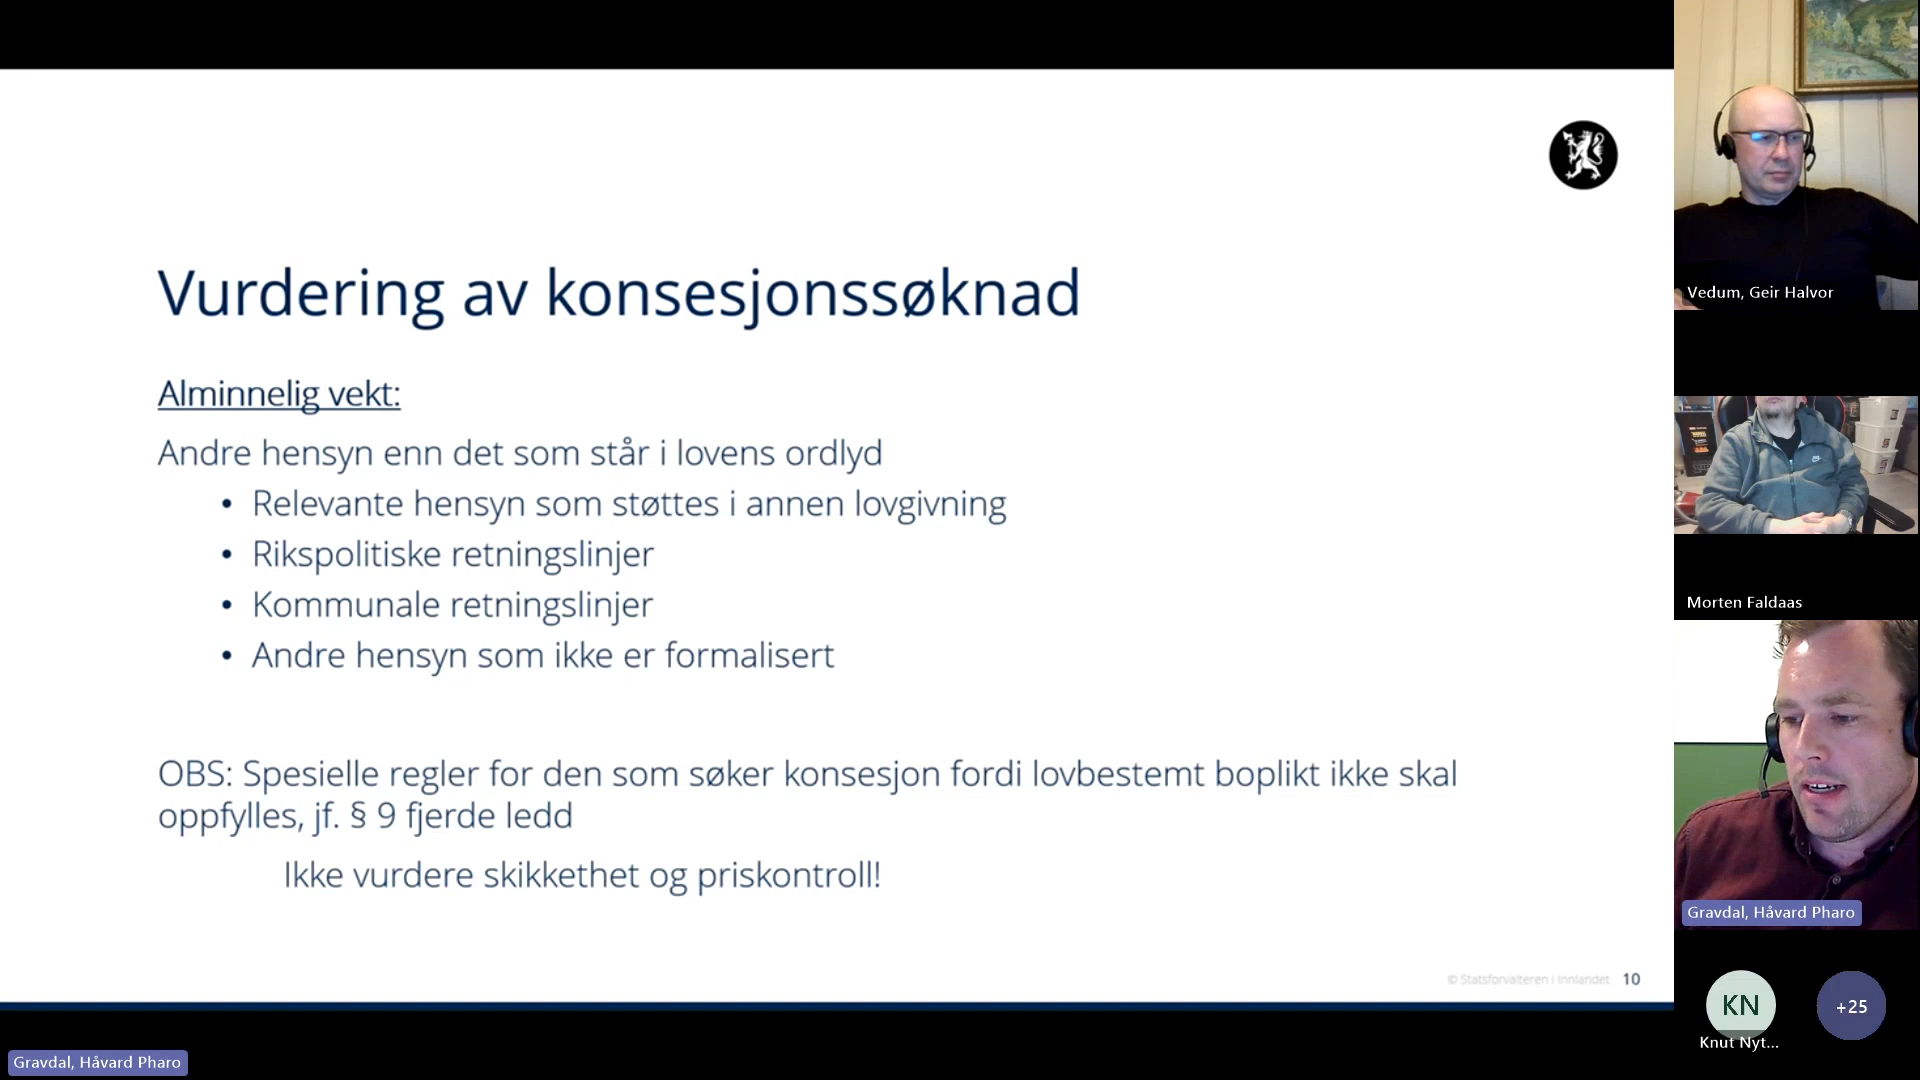 Vurdering av konsesjonssøknad
Alminnelig vekt:
Andre hensyn enn det som står i lovens ordlyd
• Relevante hensyn som støttes i annen lovgivning
• Rikspolitiske retningslinjer
• Kommunale retningslinjer
• Andre hensyn som ikke er formalisert
OBS: Spesielle regler for den som søker konsesjon fordi lovbestemt boplikt ikke skal
oppfylles, jf. § 9 fjerde ledd
Ikke vurdere skikkethet og priskontroll!
© Statsforvalteren i Innlandet 10
Gravdal, Håvard Pharo
Vedum, Geir Halvor
Morten Faldaas
Gravdal, Håvard Pharo
KN
+25
Knut Nyt...